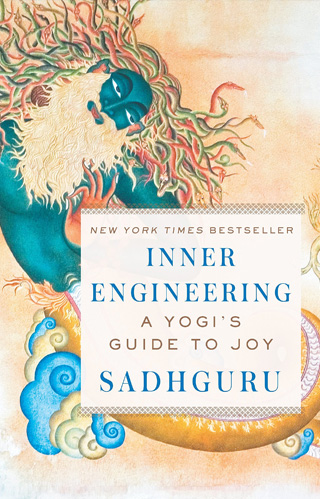 NEW YORK TIMES BESTSELLER
INNER
ENGINEERING
A YOGI'S
GUIDE TO JOY
SADHGURU